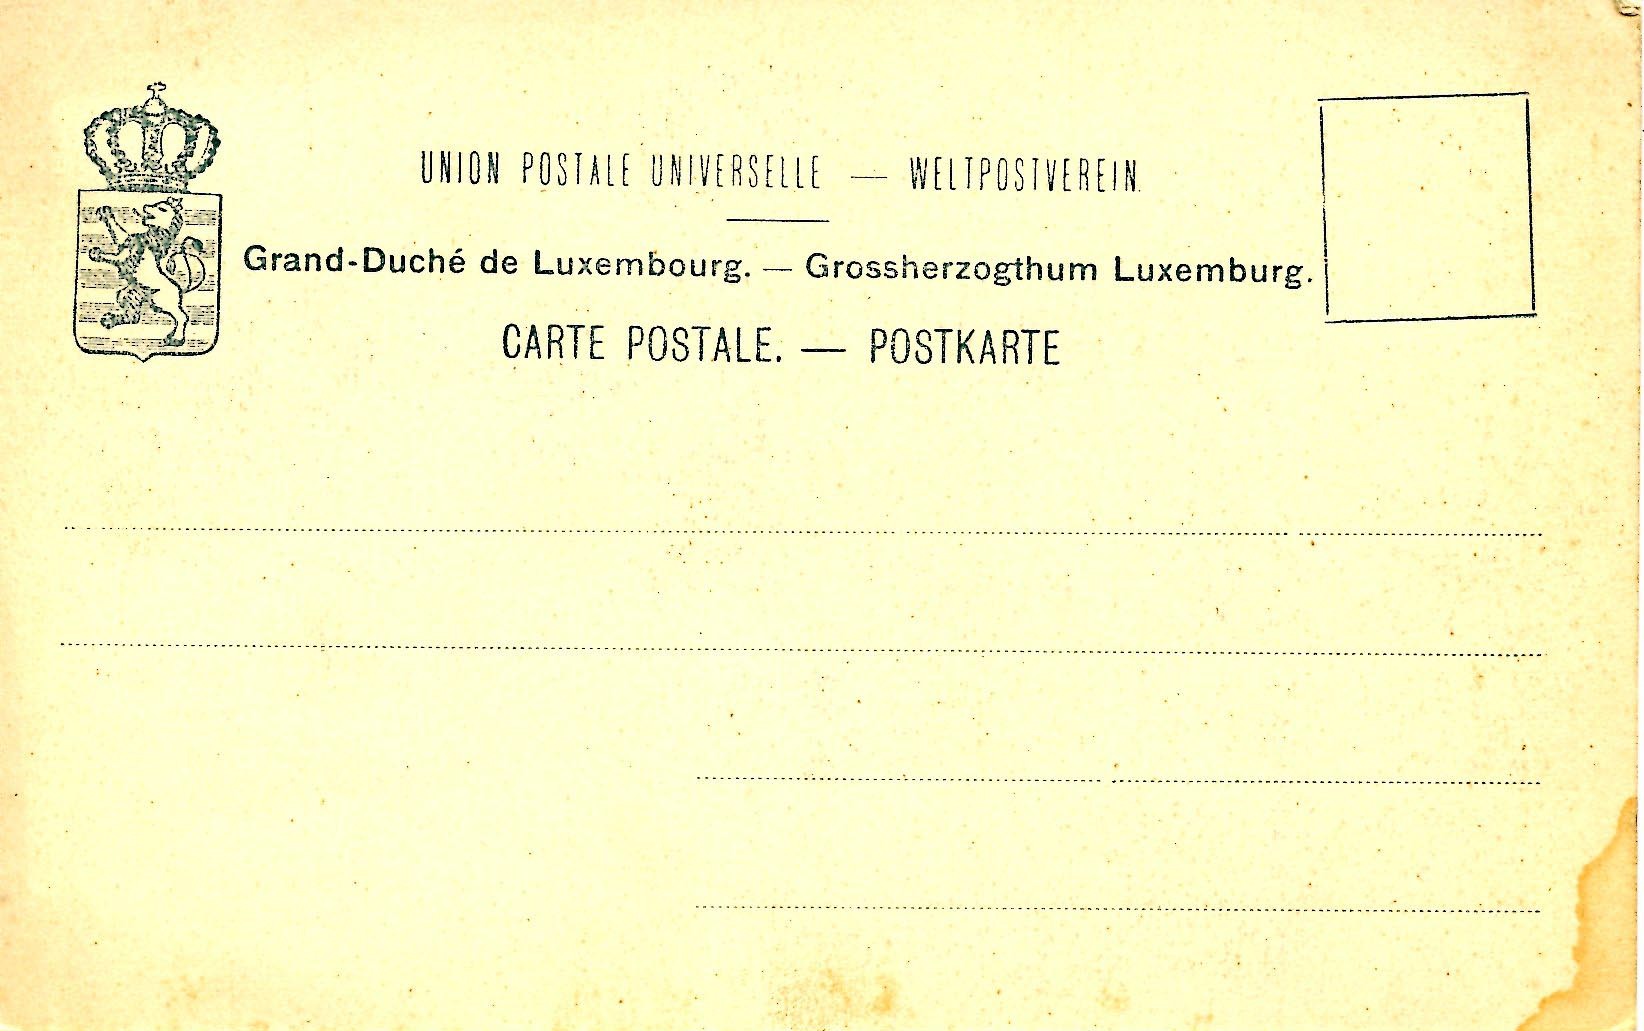 UNION POSTALE UNIVERSELLE — WELTPOSTVEREIN.
Grand-Duché de Luxembourg. — Grossherzogthum Luxemburg.
CARTE POSTALE. — POSTKARTE